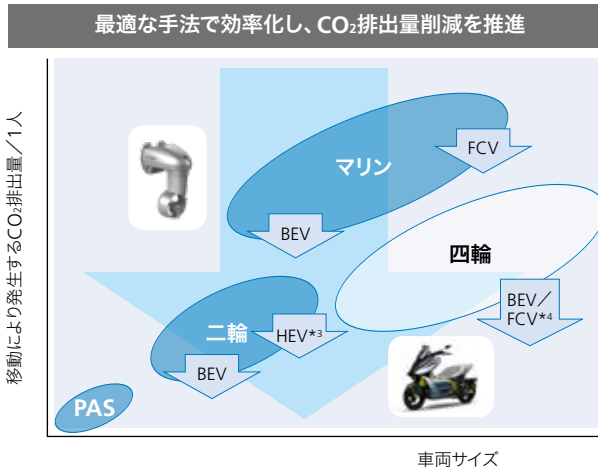 最適な手法で効率化し、CO₂排出量削減を推進
移動により発生するCO₂排出量／1人
マリン
FCV
BEV
四輪
BEV／
FCV*4
二輪
HEV*3
BEV
PAS
車両サイズ